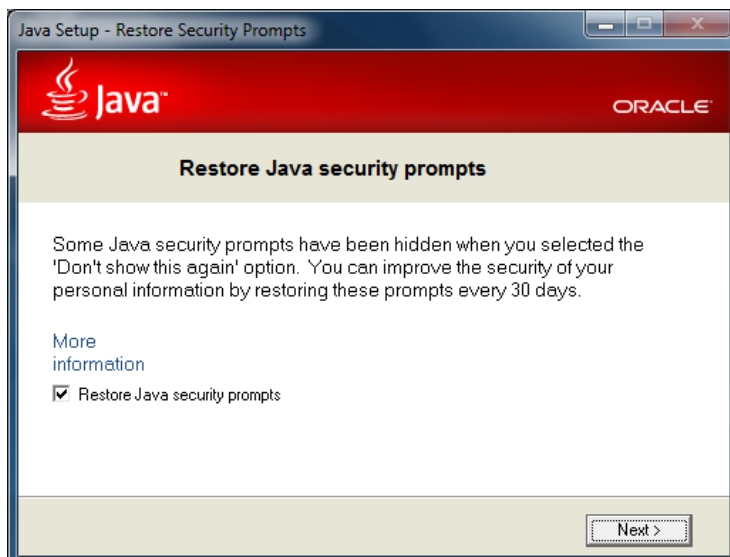 Java Setup - Restore Security Prompts
Java™
ORACLE
Restore Java security prompts
Some Java security prompts have been hidden when you selected the
'Don't show this again' option. You can improve the security of your
personal information by restoring these prompts every 30 days.
More
information
Restore Java security prompts
Next >